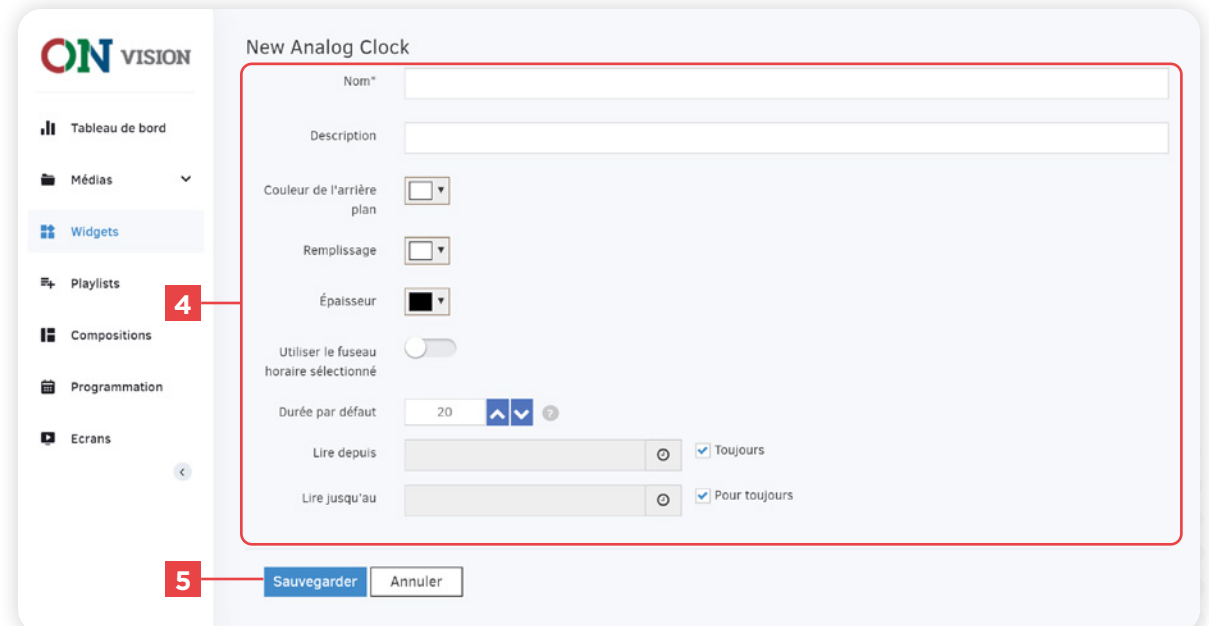 ON VISION
Tableau de bord
Médias
Widgets
Playlists
Compositions
Programmation
Ecrans
New Analog Clock
4
Nom*
Description
Couleur de l'arrière
plan
Remplissage
Épaisseur
Utiliser le fuseau
horaire sélectionné
Durée par défaut 20 ?
Lire depuis Toujours
Lire jusqu'au Pour toujours
5
Sauvegarder Annuler